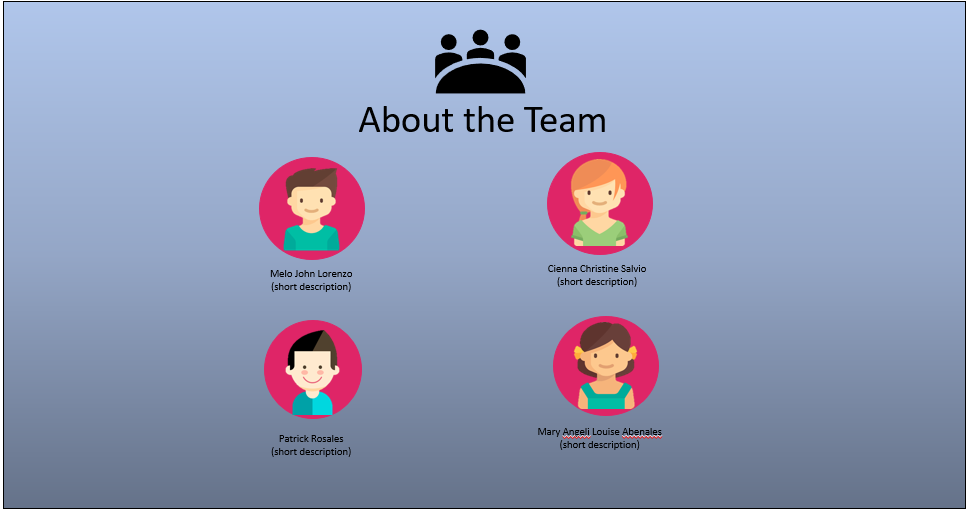 About the Team
Melo John Lorenzo
(short description)
Cienna Christine Salvio
(short description)
Patrick Rosales
(short description)
Mary Angeli Louise Abenales
(short description)